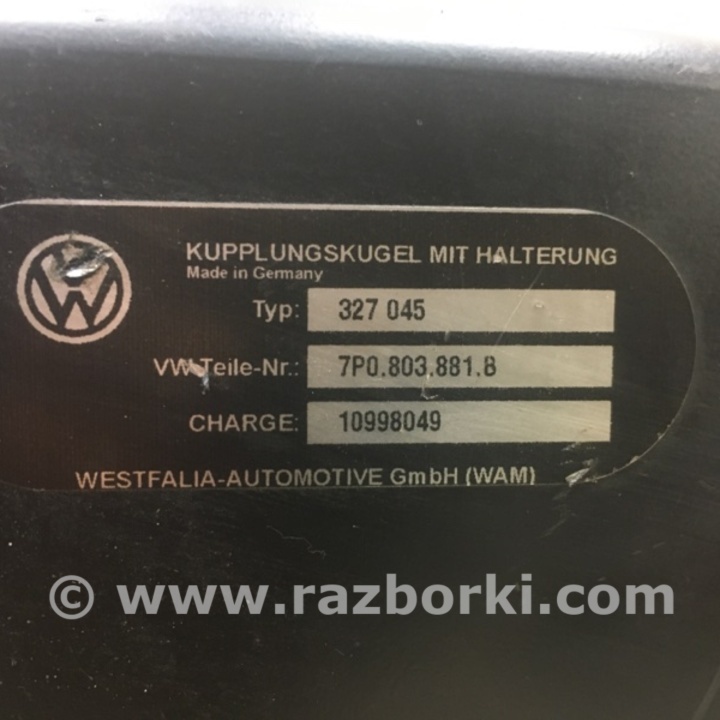 KUPPLUNGSKUGEL MIT HALTERUNG
Made in Germany
Typ: 327 045
VW-Teile-Nr.: 7P0.803.881.B
CHARGE: 10998049
WESTFALIA-AUTOMOTIVE GmbH (WAM)
© www.razborki.com